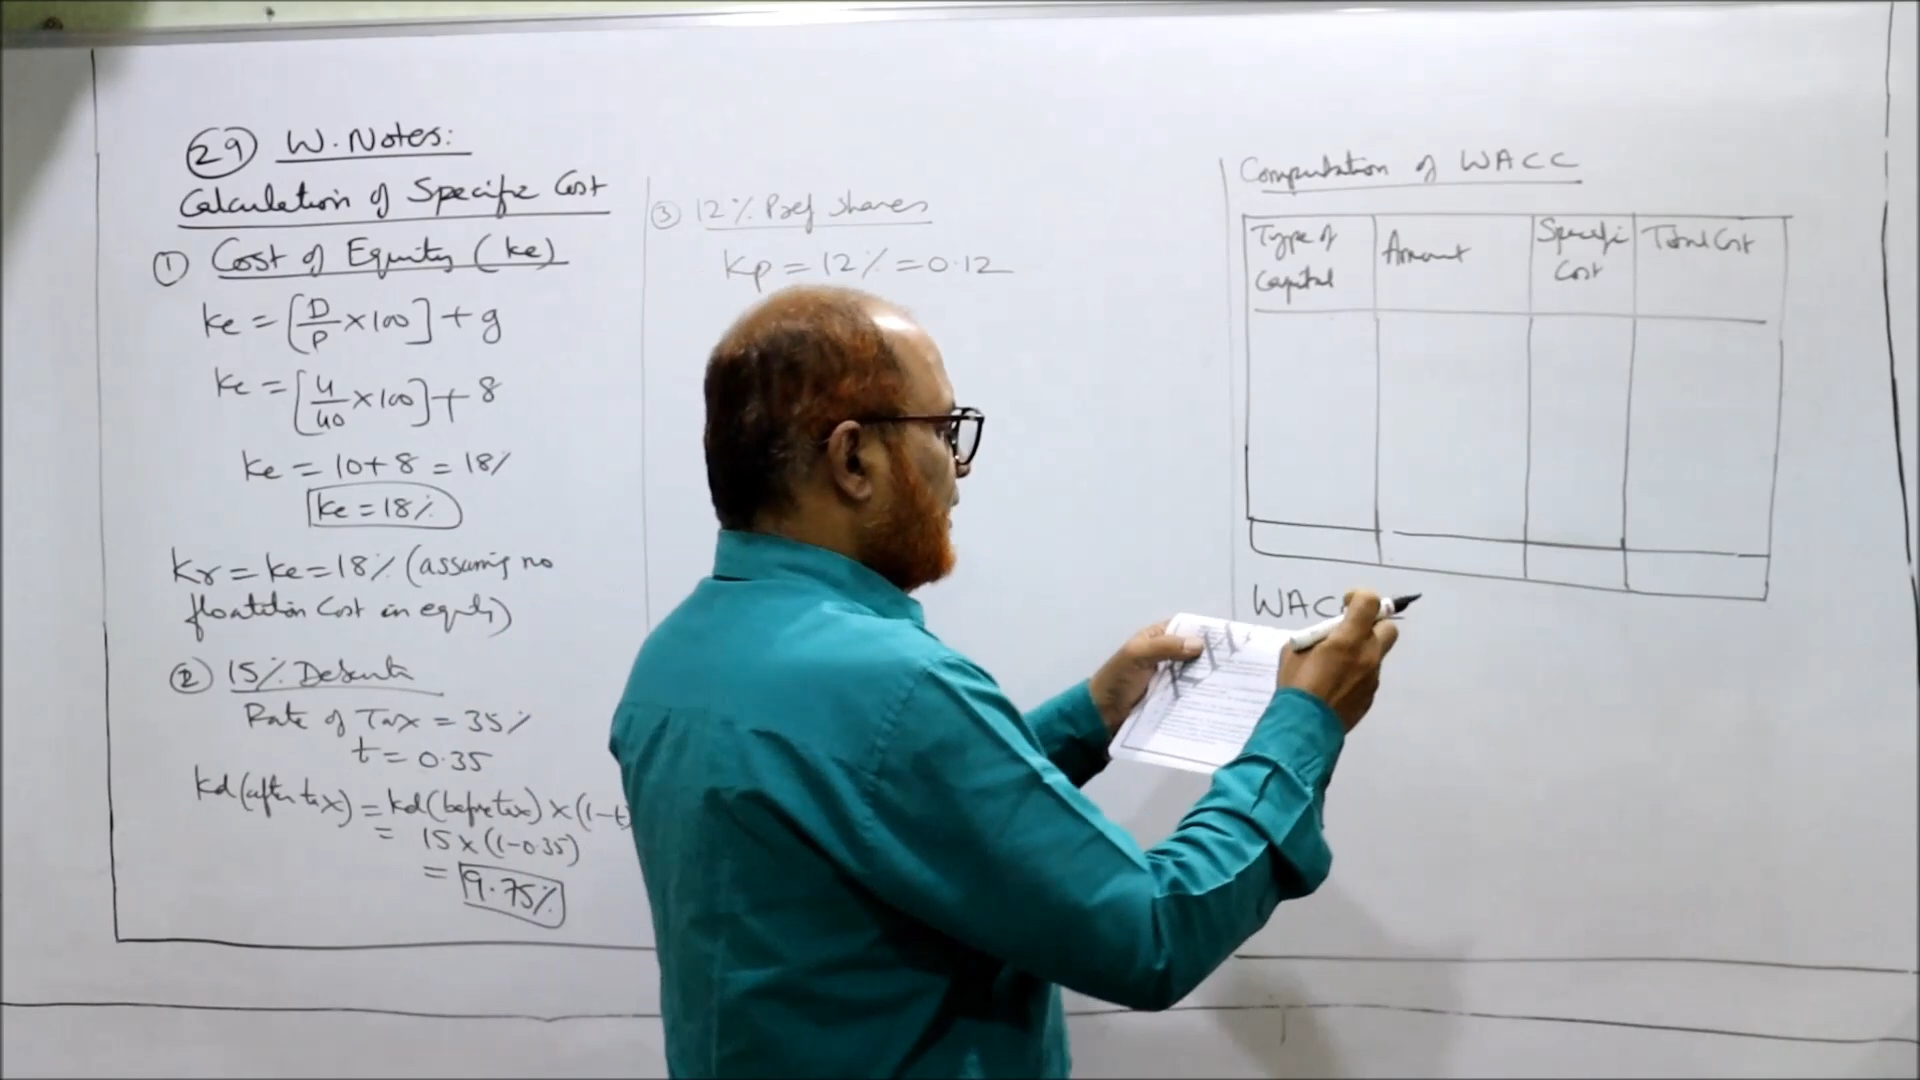 29 W. Notes:
Calculation of Specific Cost
① Cost of Equity (ke)
ke = [D/P × 100] + g
ke = [4/40 × 100] + 8
ke = 10 + 8 = 18%
ke = 18%
Kr = ke = 18% (assuming no
floatation Cost in equity)
② 15% Debent
Rate of Tax = 35%
t = 0.35
Kd (after tax) = kd (before tax) × (1-t)
= 15 × (1-0.35)
= 9.75%
③ 12% Pref shares
Kp = 12% = 0.12
Computation of WACC
Type of Capital
Amount
Specific Cost
Total Cost
WAC